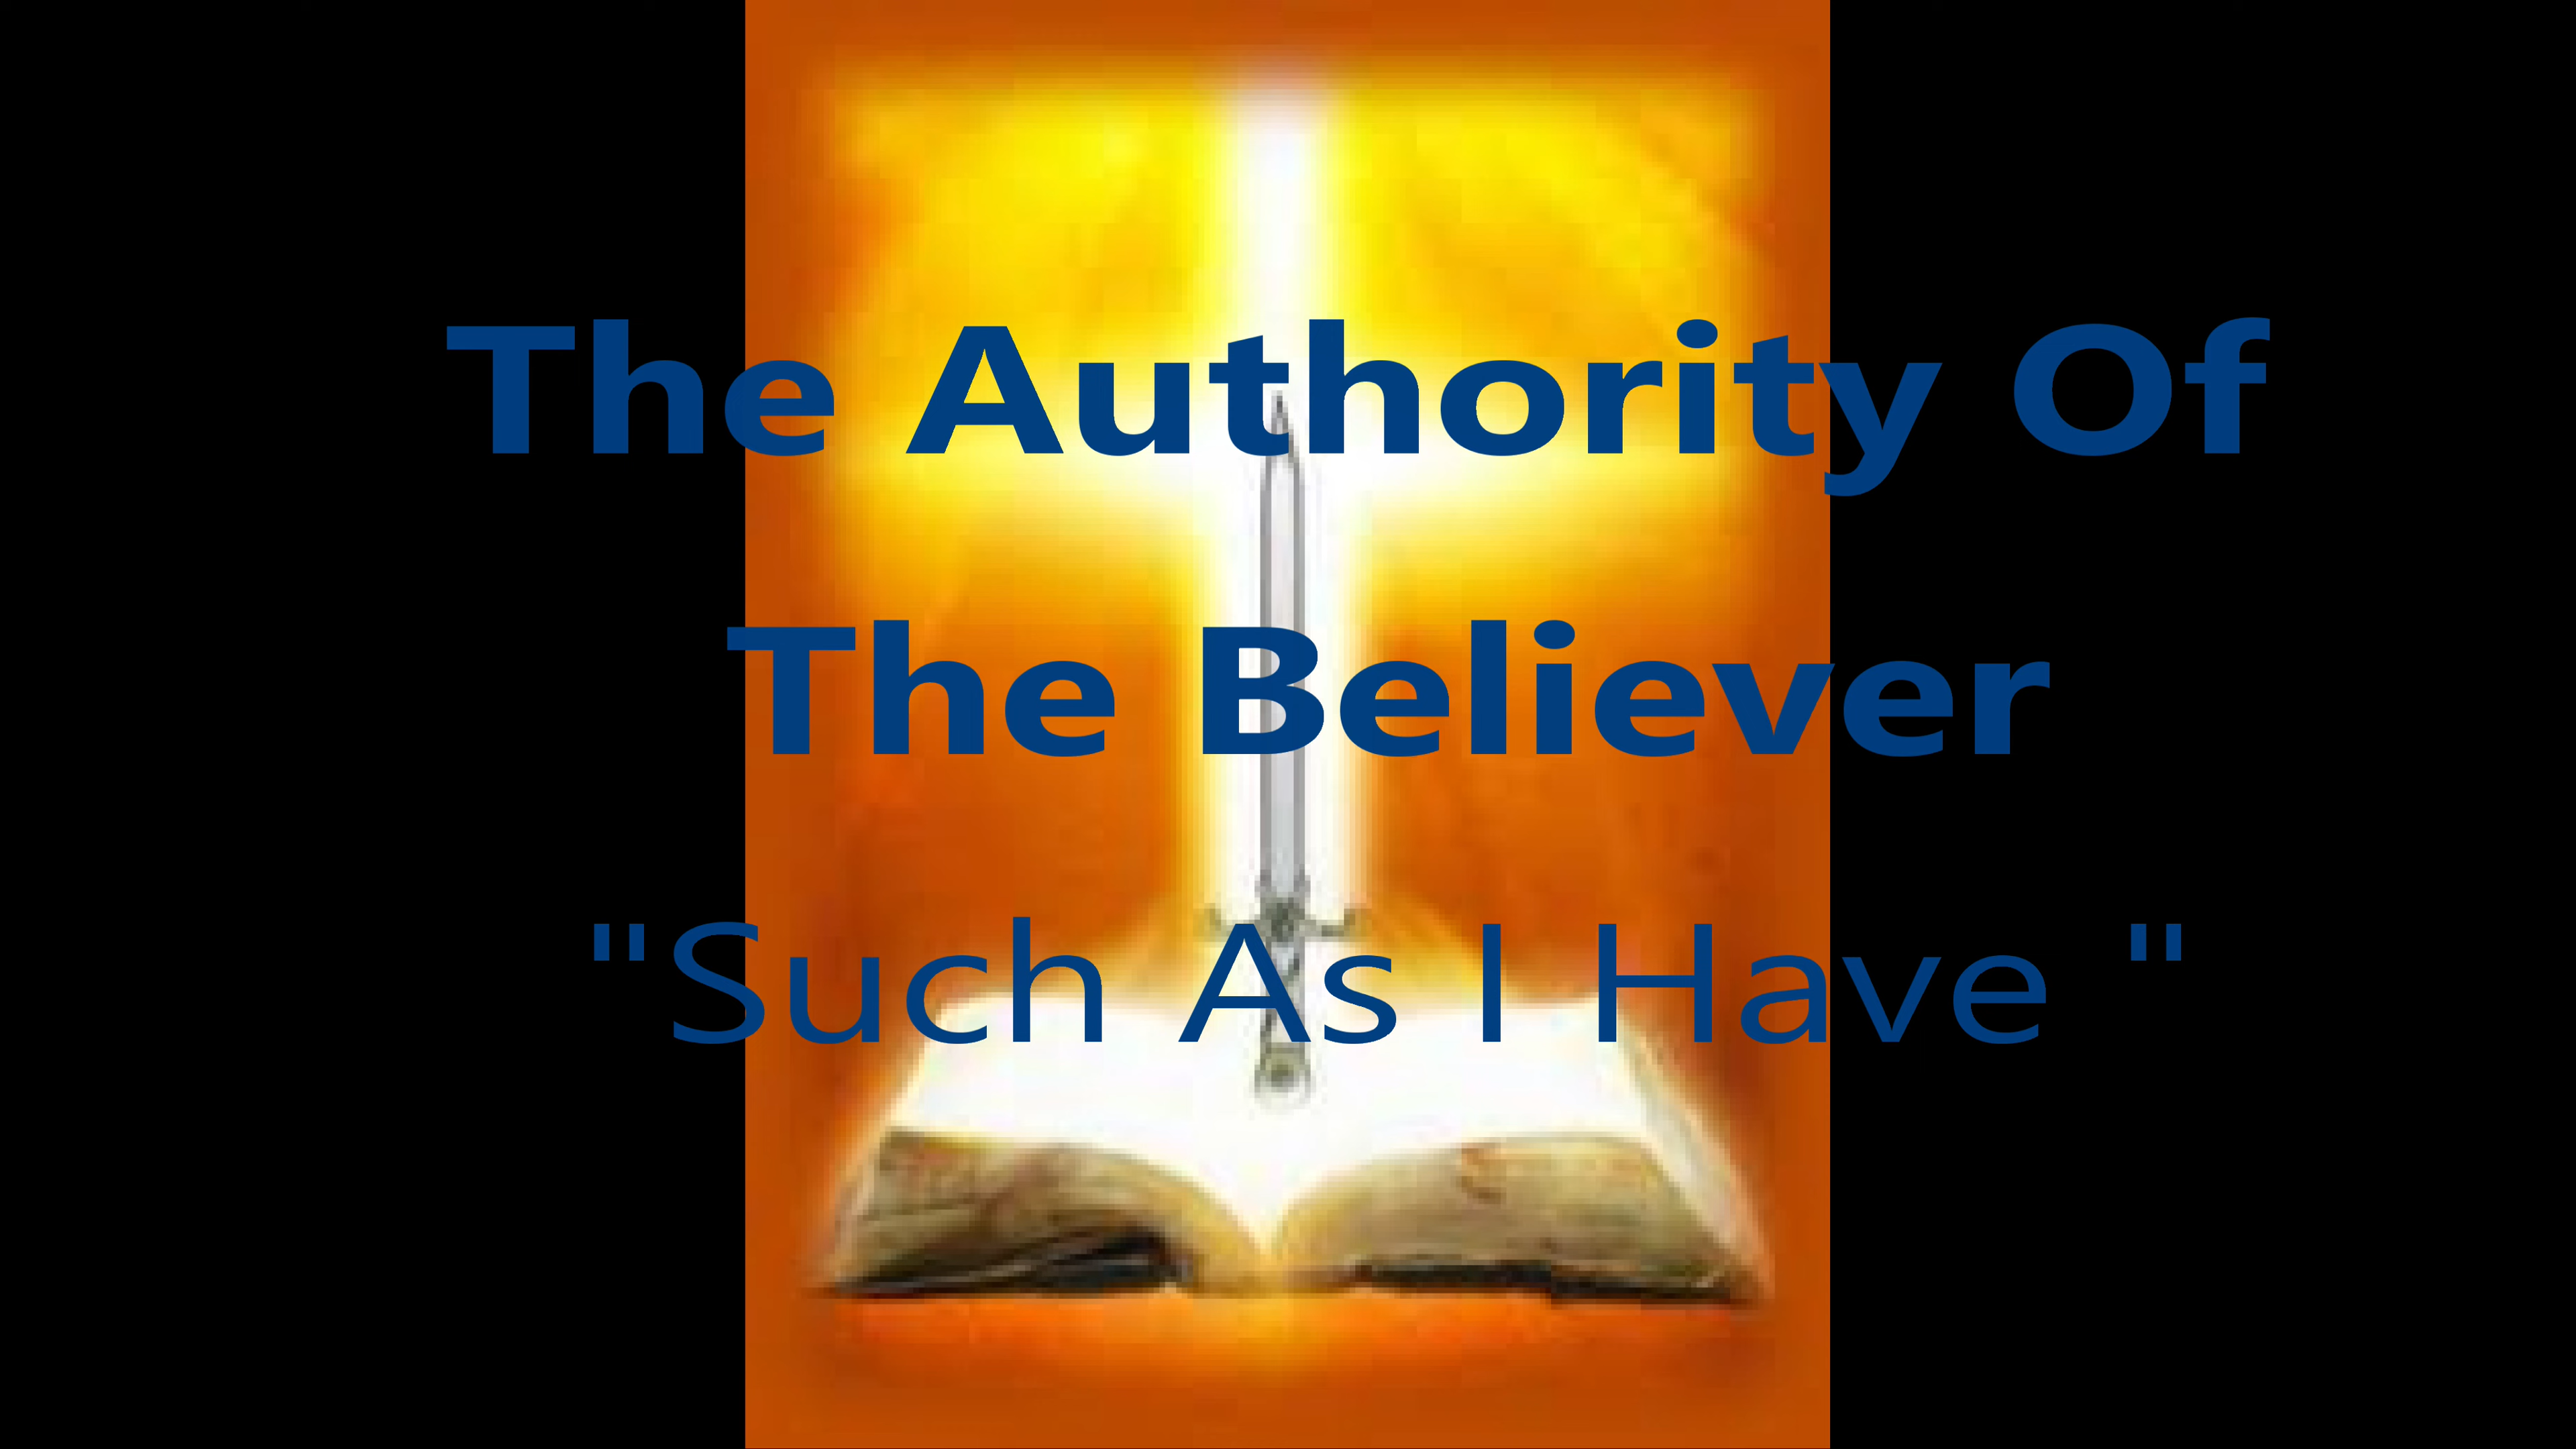 The Authority Of
The Believer
"Such As I Have "